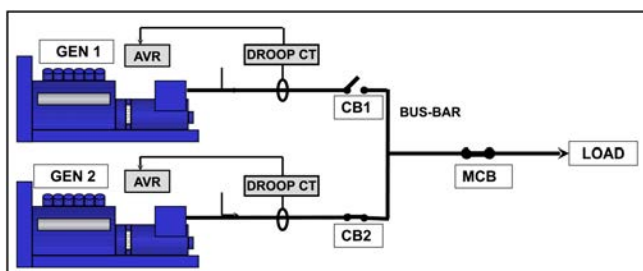 GEN 1
AVR
DROOP CT
CB1
BUS-BAR
GEN 2
AVR
DROOP CT
CB2
MCB
LOAD